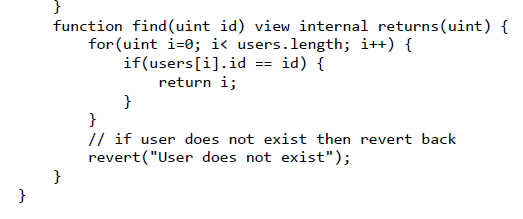 }
function find(uint id) view internal returns(uint) {
for(uint i=0; i< users.length; i++) {
if(users[i].id == id) {
return i;
}
}
// if user does not exist then revert back
revert("User does not exist");
}
}